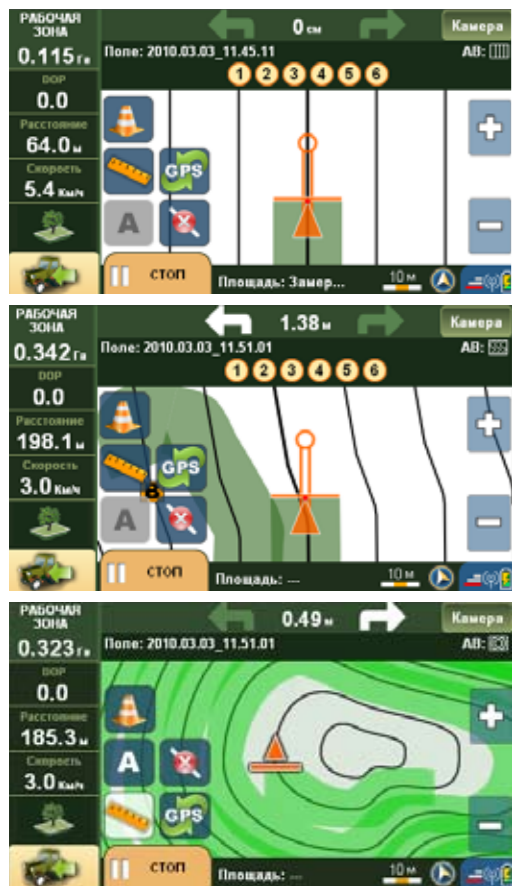 РАБОЧАЯ
ЗОНА
0.115 Га
DOP
0.0
Расстояние
64.0 м
Скорость
5.4 Км/ч
0 см
Камера
Поле: 2010.03.03_11.45.11
AB:
1 2 3 4 5 6
GPS
A
СТОП
Площадь: Замер...
10 м
РАБОЧАЯ
ЗОНА
0.342 Га
DOP
0.0
Расстояние
198.1 м
Скорость
3.0 Км/ч
1.38 м
Камера
Поле: 2010.03.03_11.51.01
AB:
1 2 3 4 5 6
GPS
B
A
СТОП
Площадь: ---
10 м
РАБОЧАЯ
ЗОНА
0.323 Га
DOP
0.0
Расстояние
185.3 м
Скорость
3.0 Км/ч
0.49 м
Камера
Поле: 2010.03.03_11.51.01
AB:
A
GPS
СТОП
Площадь: ---
10 м